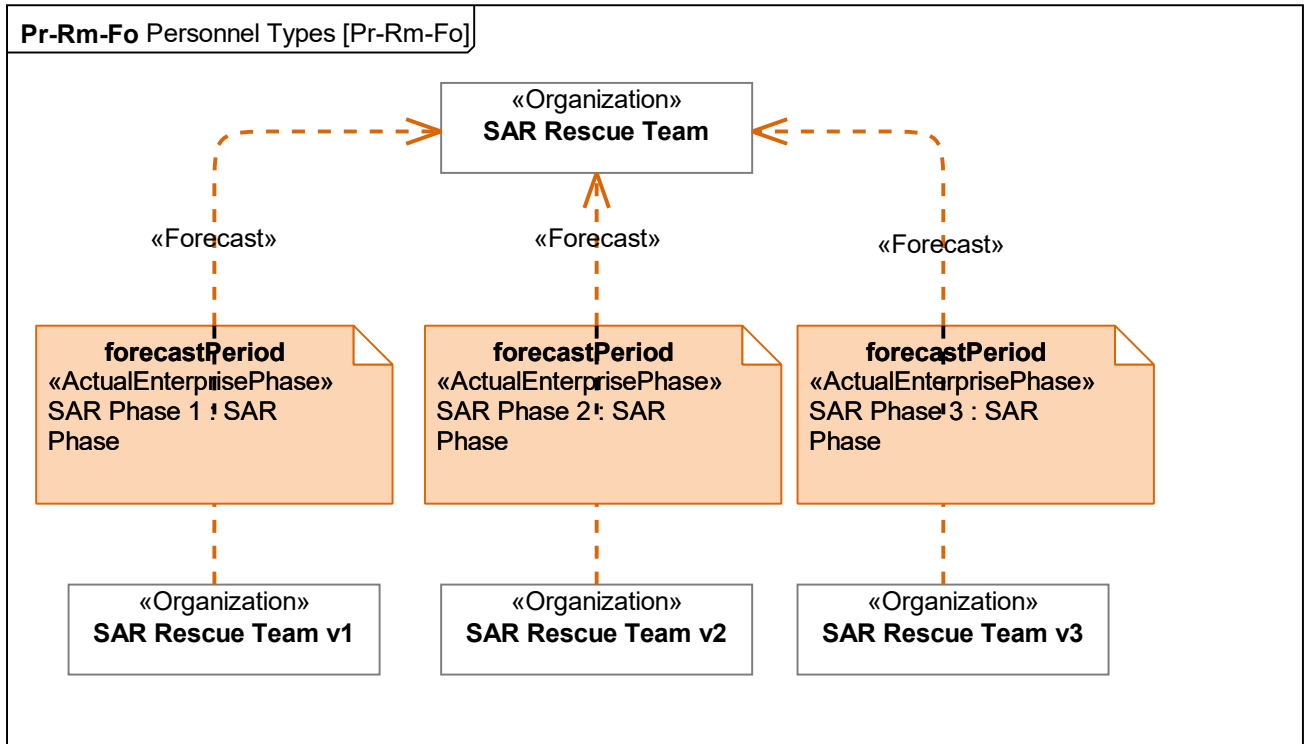 Pr-Rm-Fo Personnel Types [Pr-Rm-Fo]
«Organization»
SAR Rescue Team
«Forecast»
«Forecast»
«Forecast»
forecastPeriod
«ActualEnterprisePhase»
SAR Phase 1 : SAR
Phase
forecastPeriod
«ActualEnterprisePhase»
SAR Phase 2 : SAR
Phase
forecastPeriod
«ActualEnterprisePhase»
SAR Phase 3 : SAR
Phase
«Organization»
SAR Rescue Team v1
«Organization»
SAR Rescue Team v2
«Organization»
SAR Rescue Team v3